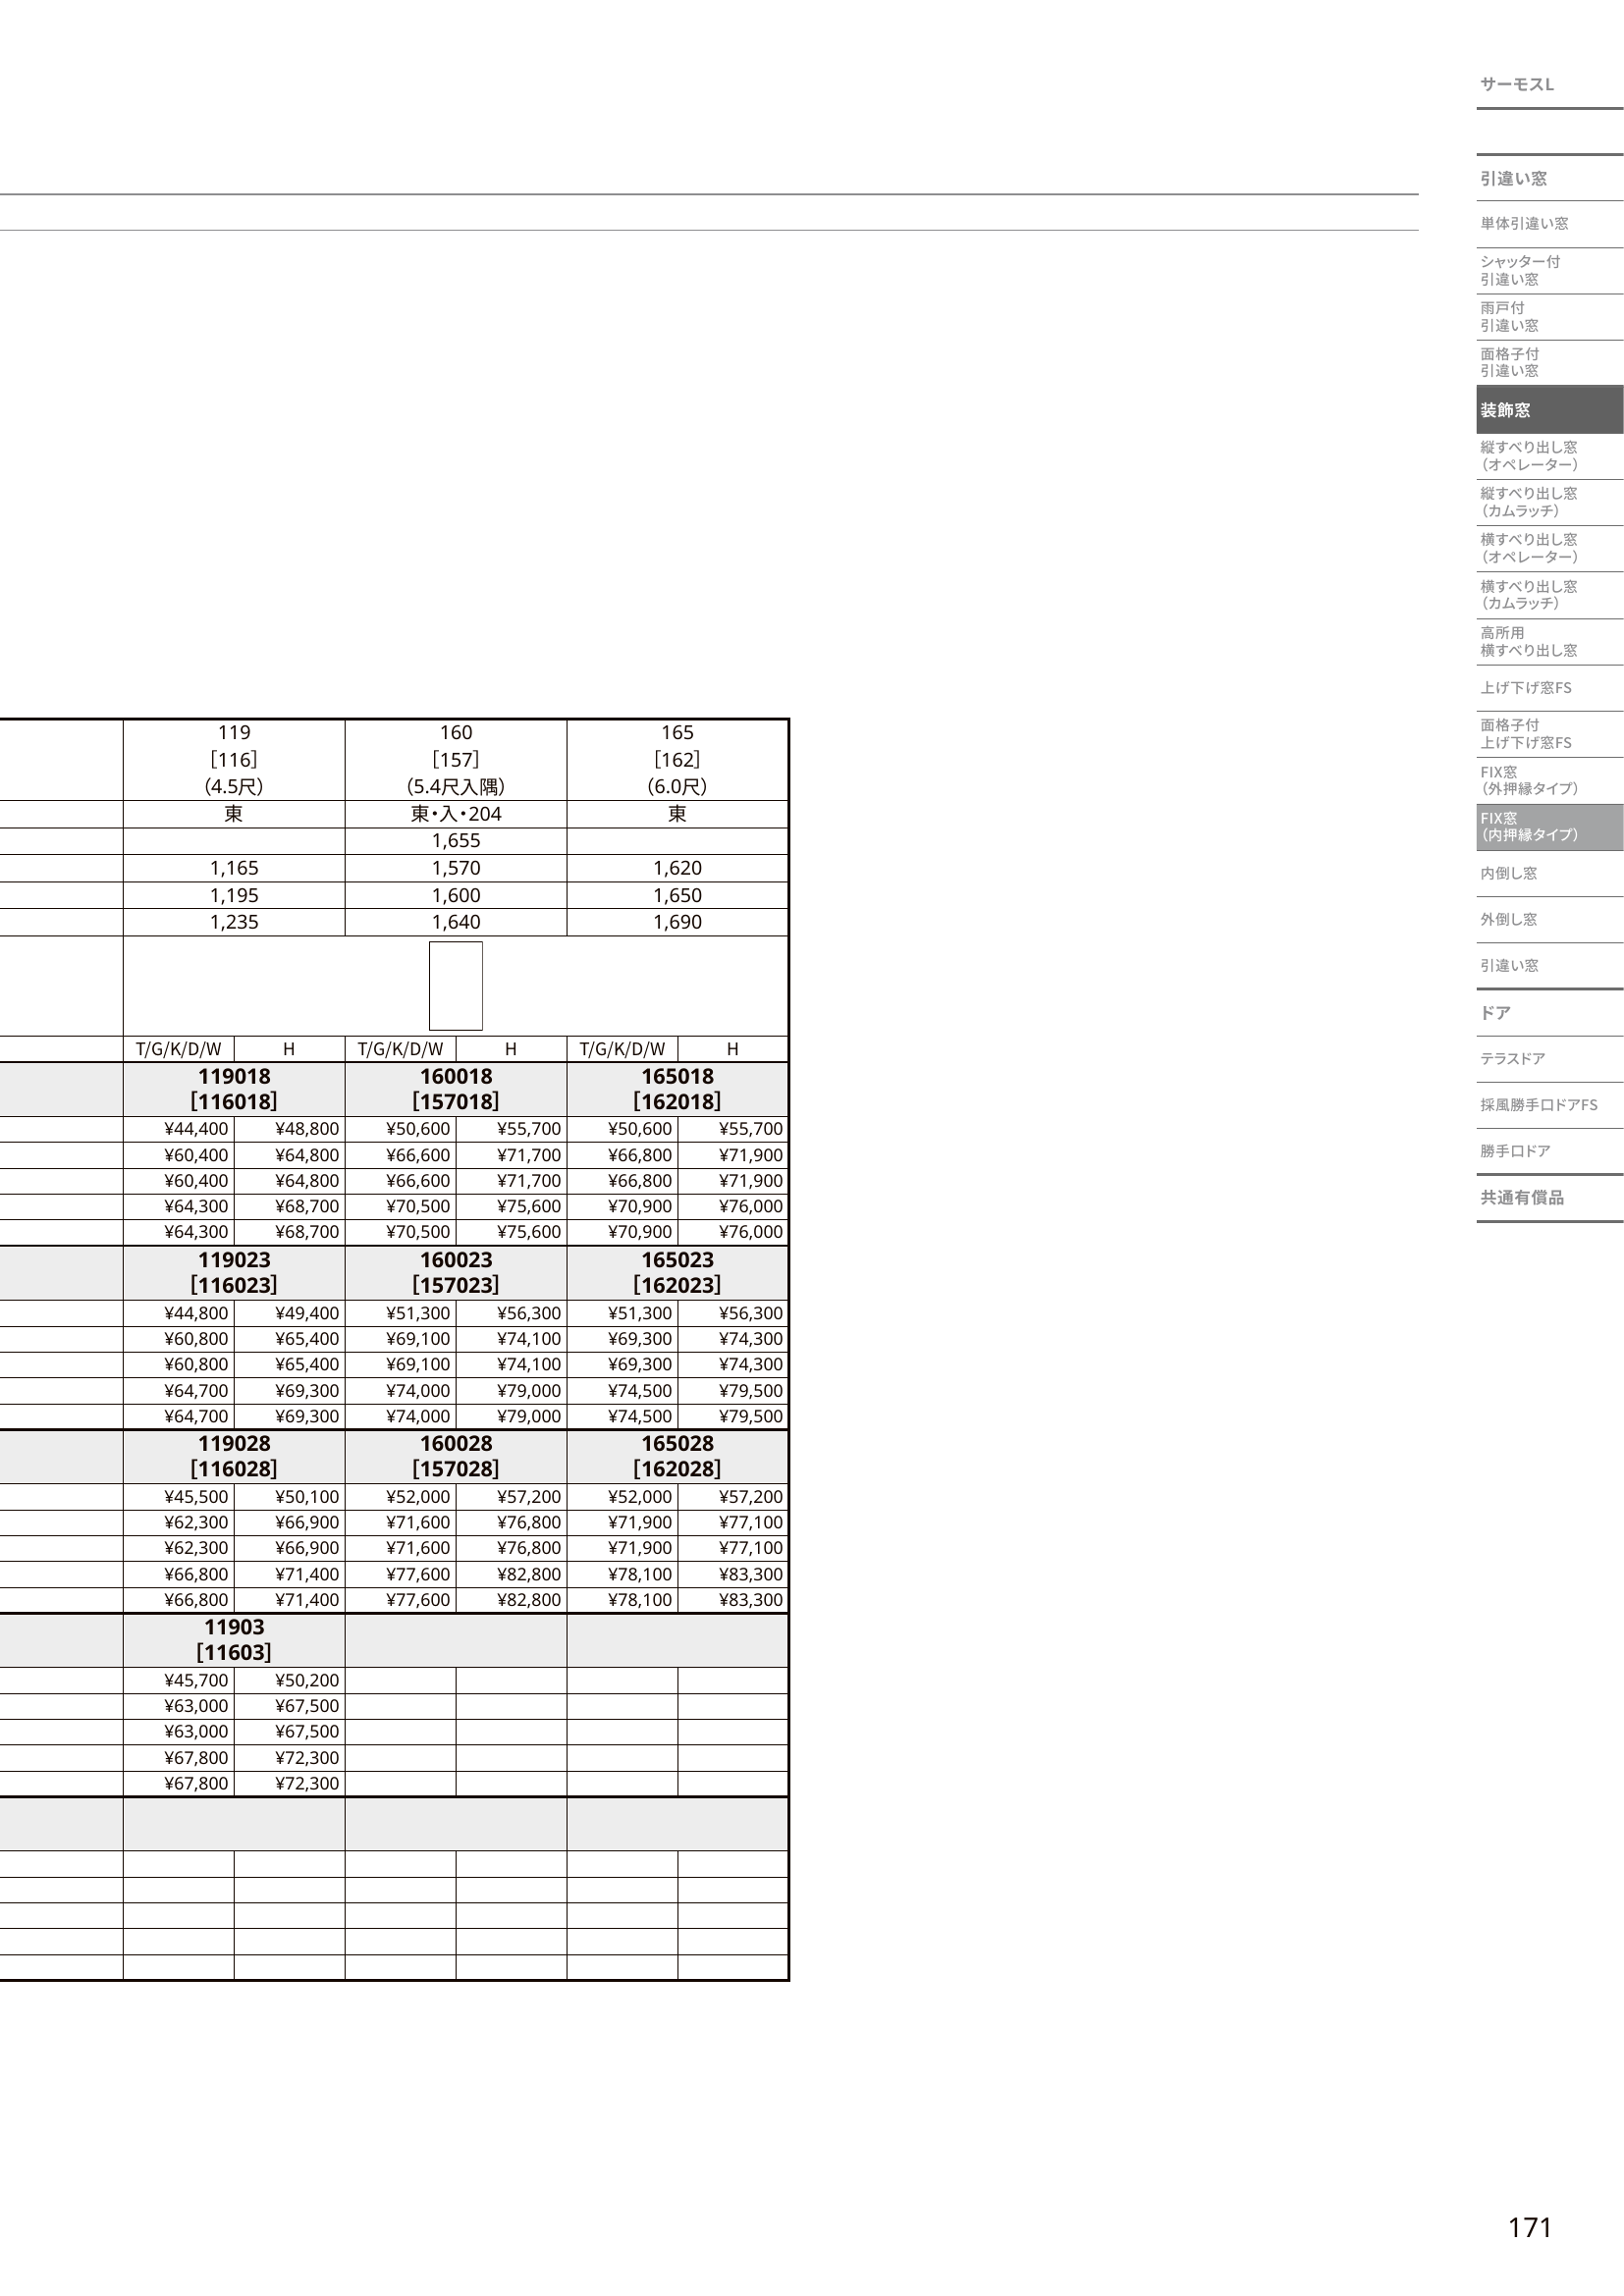 サーモスL
引違い窓
単体引違い窓
シャッター付
引違い窓
雨戸付
引違い窓
面格子付
引違い窓
装飾窓
縦すべり出し窓
（オペレーター）
縦すべり出し窓
（カムラッチ）
横すべり出し窓
（オペレーター）
横すべり出し窓
（カムラッチ）
高所用
横すべり出し窓
上げ下げ窓FS
面格子付
上げ下げ窓FS
FIX窓
（外押縁タイプ）
FIX窓
（内押縁タイプ）
内倒し窓
外倒し窓
引違い窓
ドア
テラスドア
採風勝手口ドアFS
勝手口ドア
共通有償品
119 160 165
［116］ ［157］ ［162］
（4.5尺） （5.4尺入隅） （6.0尺）
東 東・入・204 東
1,655
1,165 1,570 1,620
1,195 1,600 1,650
1,235 1,640 1,690
T/G/K/D/W H T/G/K/D/W H T/G/K/D/W H
119018 160018 165018
［116018］ ［157018］ ［162018］
¥44,400 ¥48,800 ¥50,600 ¥55,700 ¥50,600 ¥55,700
¥60,400 ¥64,800 ¥66,600 ¥71,700 ¥66,800 ¥71,900
¥60,400 ¥64,800 ¥66,600 ¥71,700 ¥66,800 ¥71,900
¥64,300 ¥68,700 ¥70,500 ¥75,600 ¥70,900 ¥76,000
¥64,300 ¥68,700 ¥70,500 ¥75,600 ¥70,900 ¥76,000
119023 160023 165023
［116023］ ［157023］ ［162023］
¥44,800 ¥49,400 ¥51,300 ¥56,300 ¥51,300 ¥56,300
¥60,800 ¥65,400 ¥69,100 ¥74,100 ¥69,300 ¥74,300
¥60,800 ¥65,400 ¥69,100 ¥74,100 ¥69,300 ¥74,300
¥64,700 ¥69,300 ¥74,000 ¥79,000 ¥74,500 ¥79,500
¥64,700 ¥69,300 ¥74,000 ¥79,000 ¥74,500 ¥79,500
119028 160028 165028
［116028］ ［157028］ ［162028］
¥45,500 ¥50,100 ¥52,000 ¥57,200 ¥52,000 ¥57,200
¥62,300 ¥66,900 ¥71,600 ¥76,800 ¥71,900 ¥77,100
¥62,300 ¥66,900 ¥71,600 ¥76,800 ¥71,900 ¥77,100
¥66,800 ¥71,400 ¥77,600 ¥82,800 ¥78,100 ¥83,300
¥66,800 ¥71,400 ¥77,600 ¥82,800 ¥78,100 ¥83,300
11903
［11603］
¥45,700 ¥50,200
¥63,000 ¥67,500
¥63,000 ¥67,500
¥67,800 ¥72,300
¥67,800 ¥72,300
171